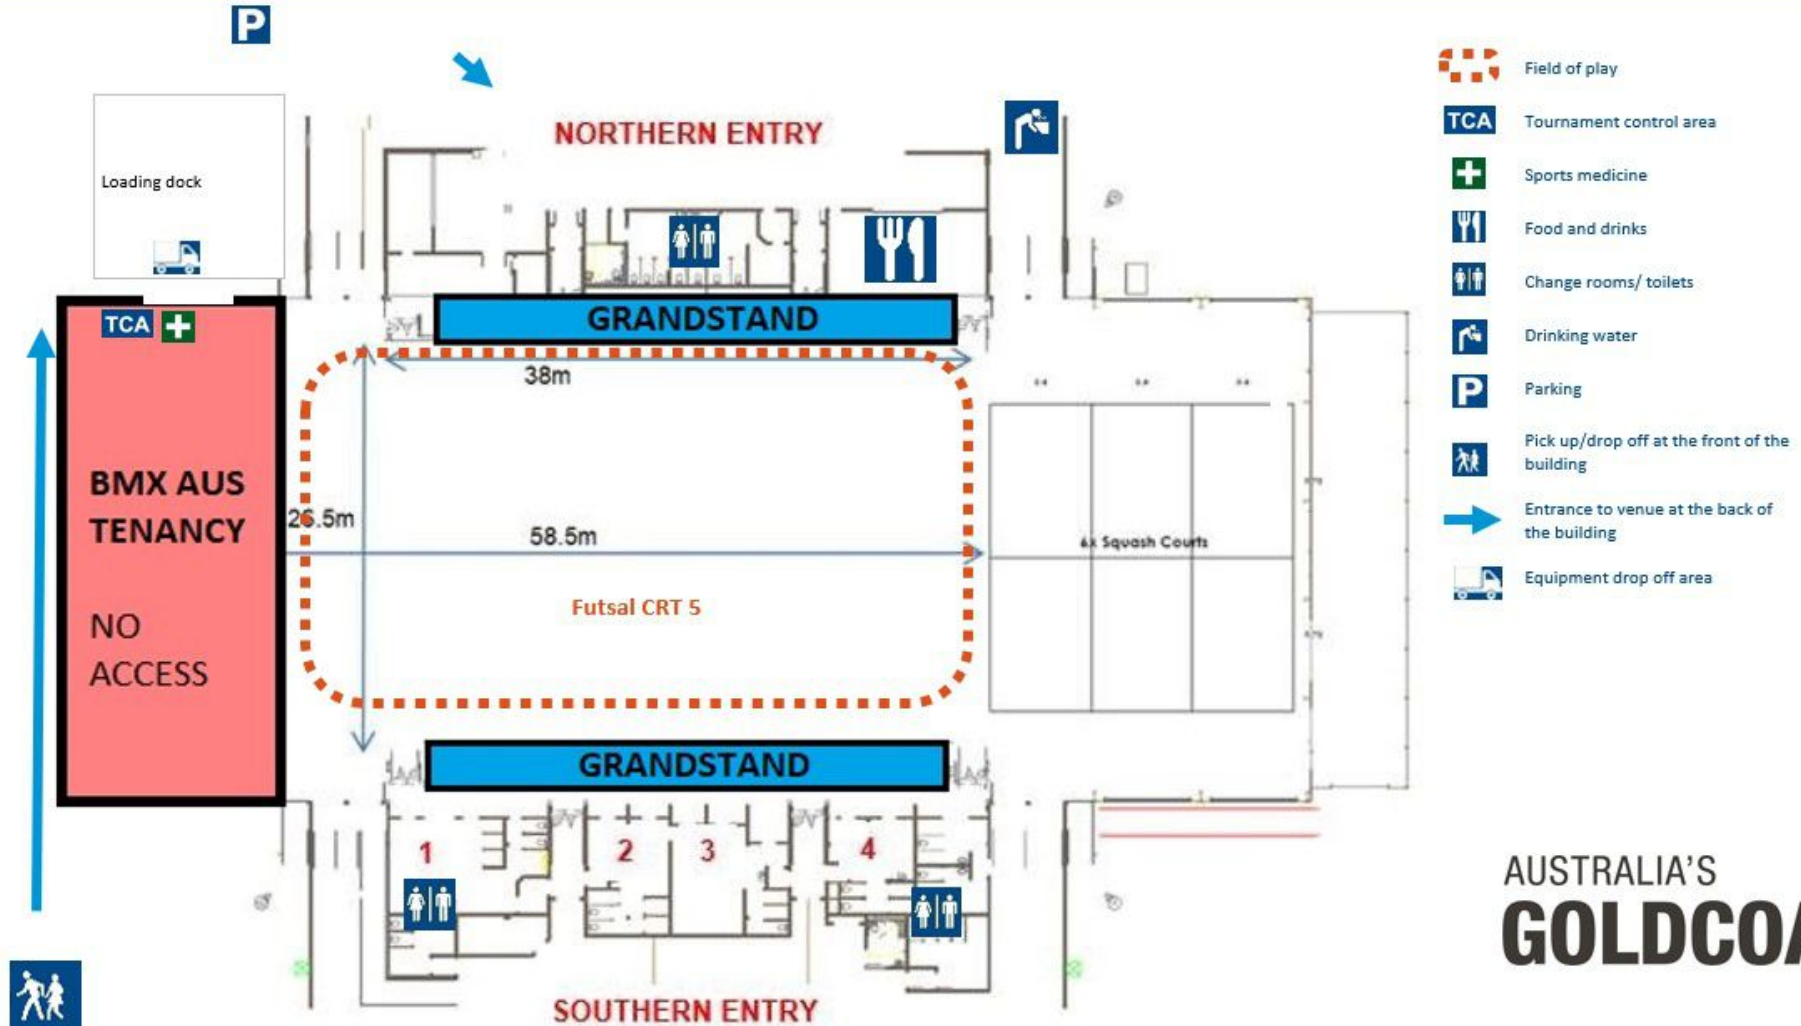 P
Loading dock
NORTHERN ENTRY
GRANDSTAND
TCA
38m
BMX AUS
TENANCY
NO
ACCESS
26.5m
58.5m
6x Squash Courts
Futsal CRT 5
GRANDSTAND
1
2
3
4
SOUTHERN ENTRY
Field of play
TCA
Tournament control area
Sports medicine
Food and drinks
Change rooms/ toilets
Drinking water
P
Parking
Pick up/drop off at the front of the
building
Entrance to venue at the back of
the building
Equipment drop off area
AUSTRALIA'S
GOLDCOA